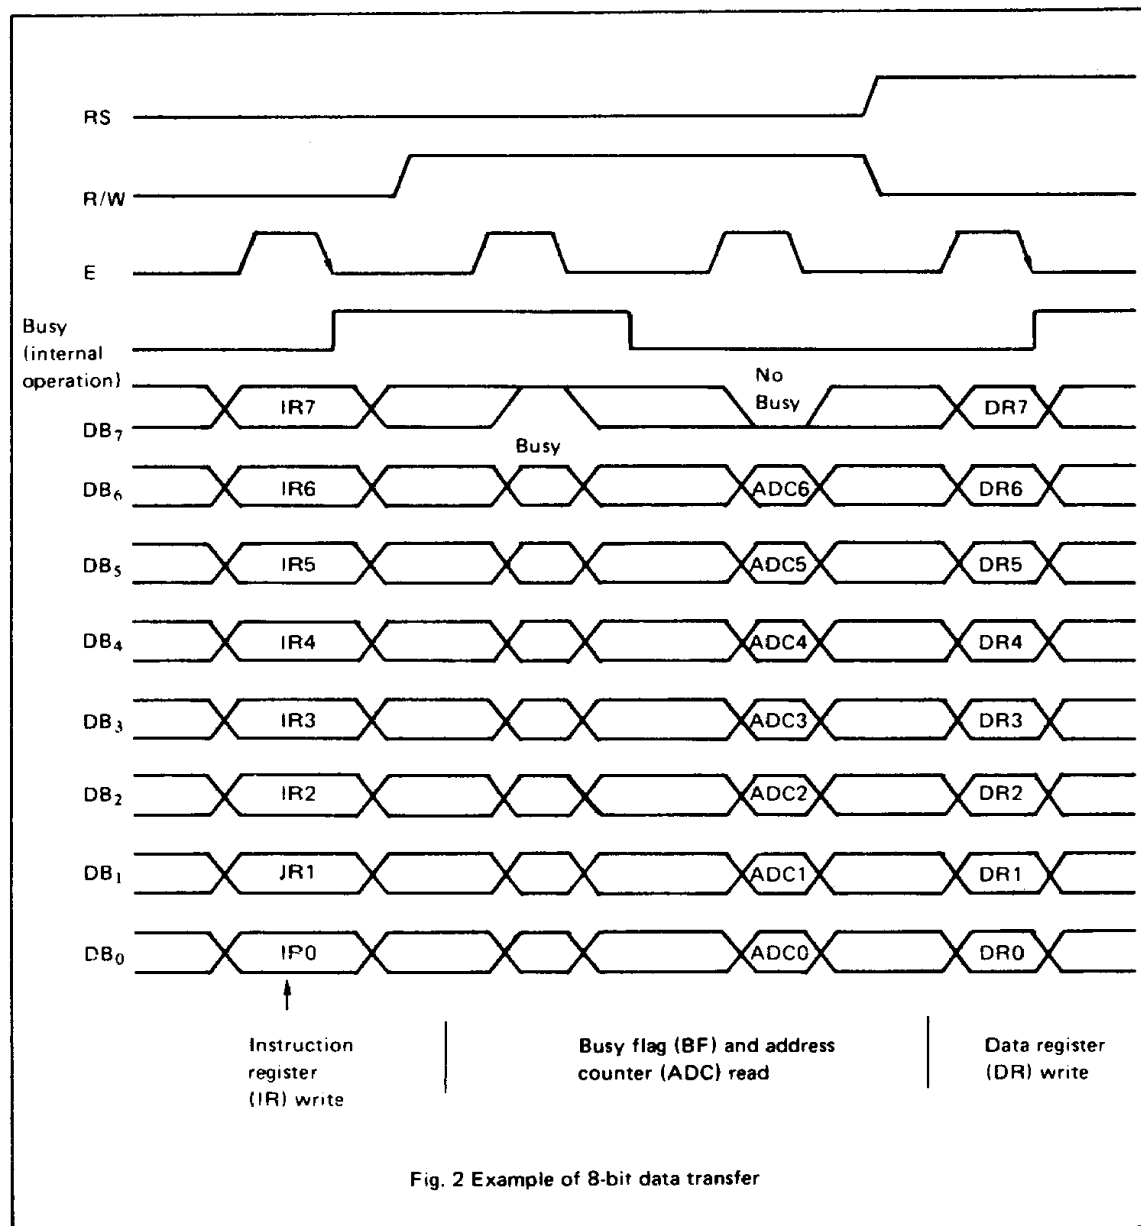 RS
R/W
E
Busy
(internal
operation)
No
Busy
IR7
DR7
DB7
Busy
DB6
IR6
ADC6
DR6
DB5
IR5
ADC5
DR5
DB4
IR4
ADC4
DR4
DB3
IR3
ADC3
DR3
DB2
IR2
ADC2
DR2
DB1
IR1
ADC1
DR1
DB0
IR0
ADC0
DR0
Instruction
register
(IR) write
Busy flag (BF) and address
counter (ADC) read
Data register
(DR) write
Fig. 2 Example of 8-bit data transfer